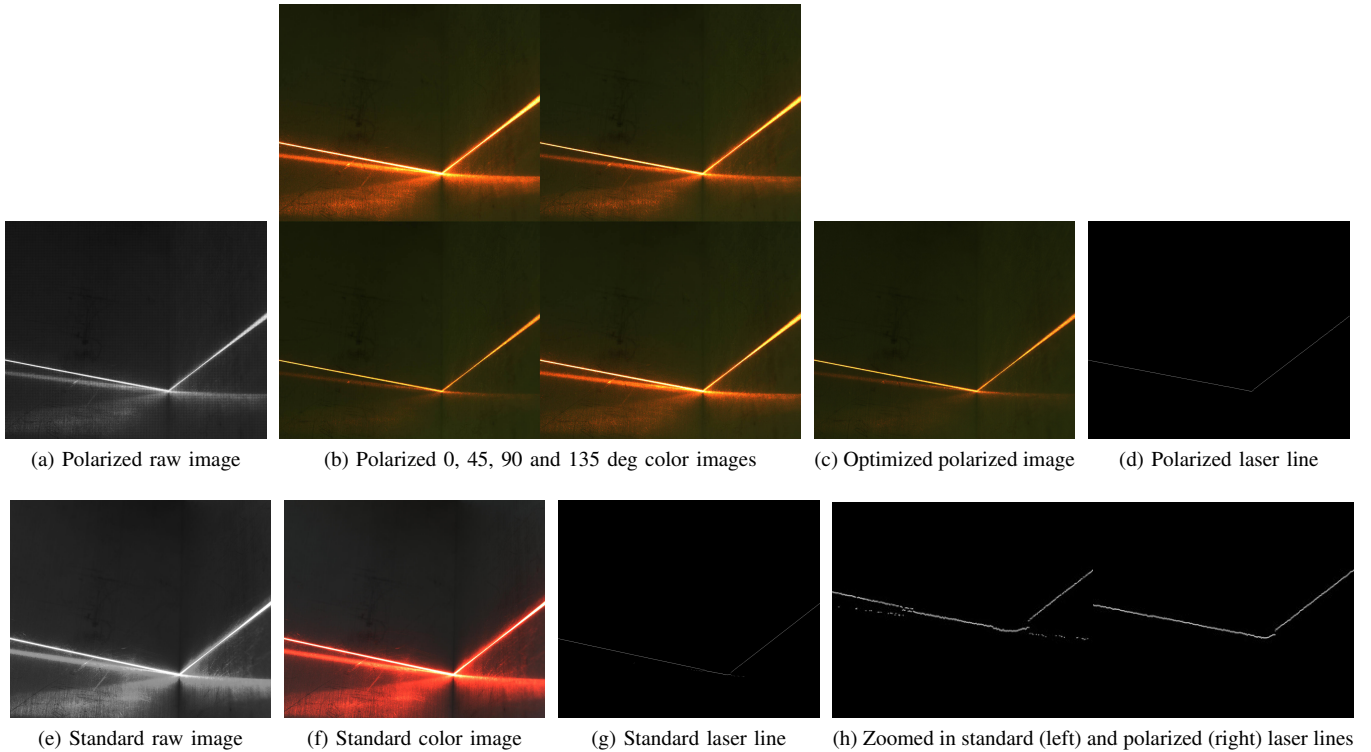 (a) Polarized raw image
(b) Polarized 0, 45, 90 and 135 deg color images
(c) Optimized polarized image
(d) Polarized laser line
(e) Standard raw image
(f) Standard color image
(g) Standard laser line
(h) Zoomed in standard (left) and polarized (right) laser lines